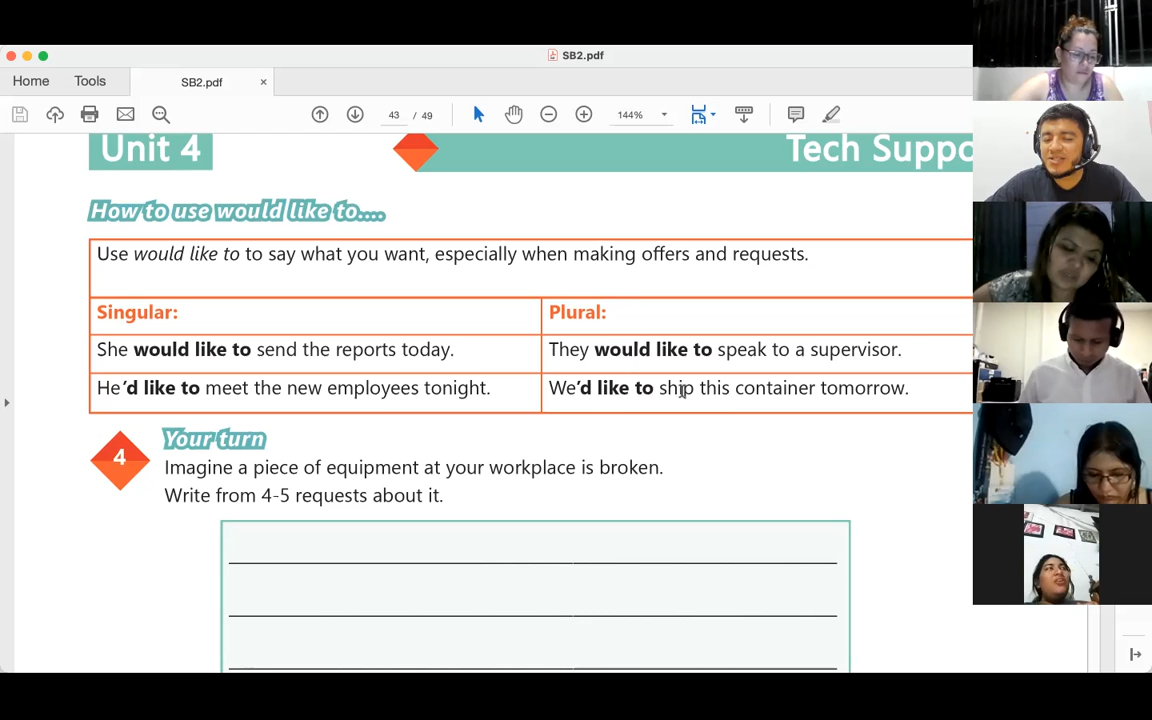 SB2.pdf
Home
Tools
SB2.pdf
×
43 / 49
144%
Unit 4
Tech Suppo
How to use would like to....
Use would like to to say what you want, especially when making offers and requests.
Singular:
Plural:
She would like to send the reports today.
They would like to speak to a supervisor.
He'd like to meet the new employees tonight.
We'd like to ship this container tomorrow.
4
Your turn
Imagine a piece of equipment at your workplace is broken.
Write from 4-5 requests about it.